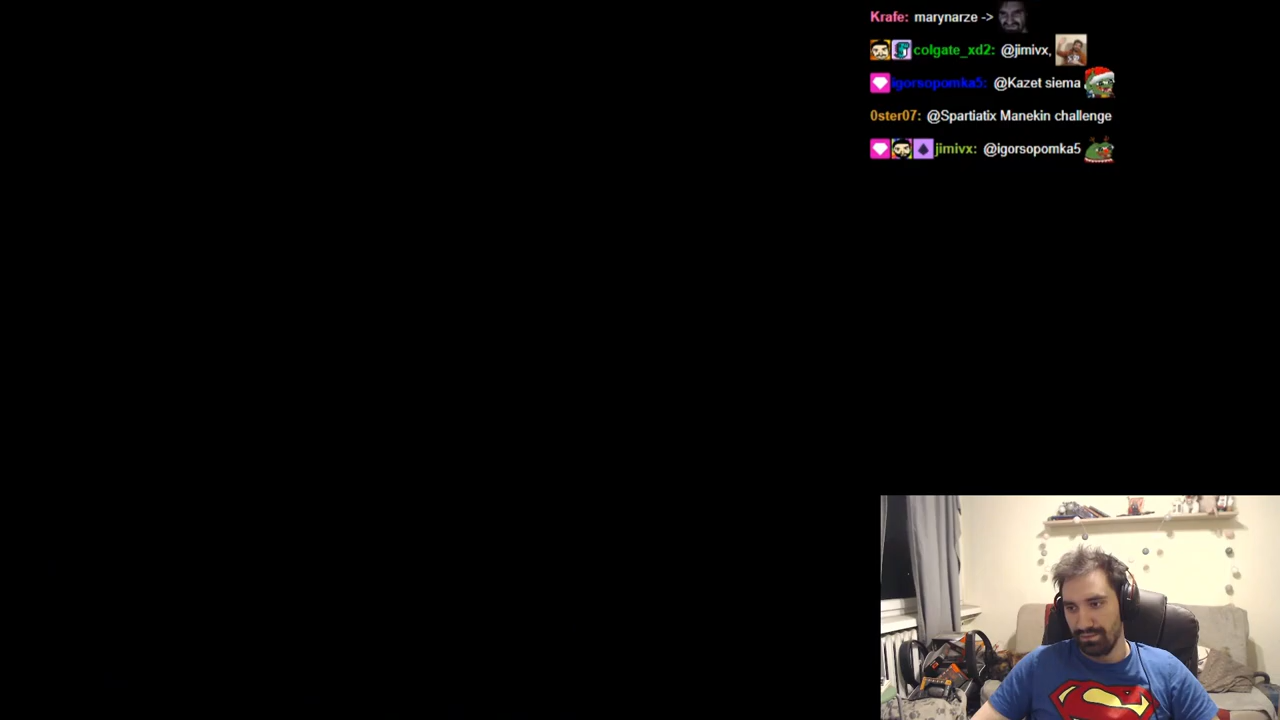 Krafe: marynarze ->
colgate_xd2: @jimivx,
igorsopomka5: @Kazet siema
0ster07: @Spartiatix Manekin challenge
jimivx: @igorsopomka5